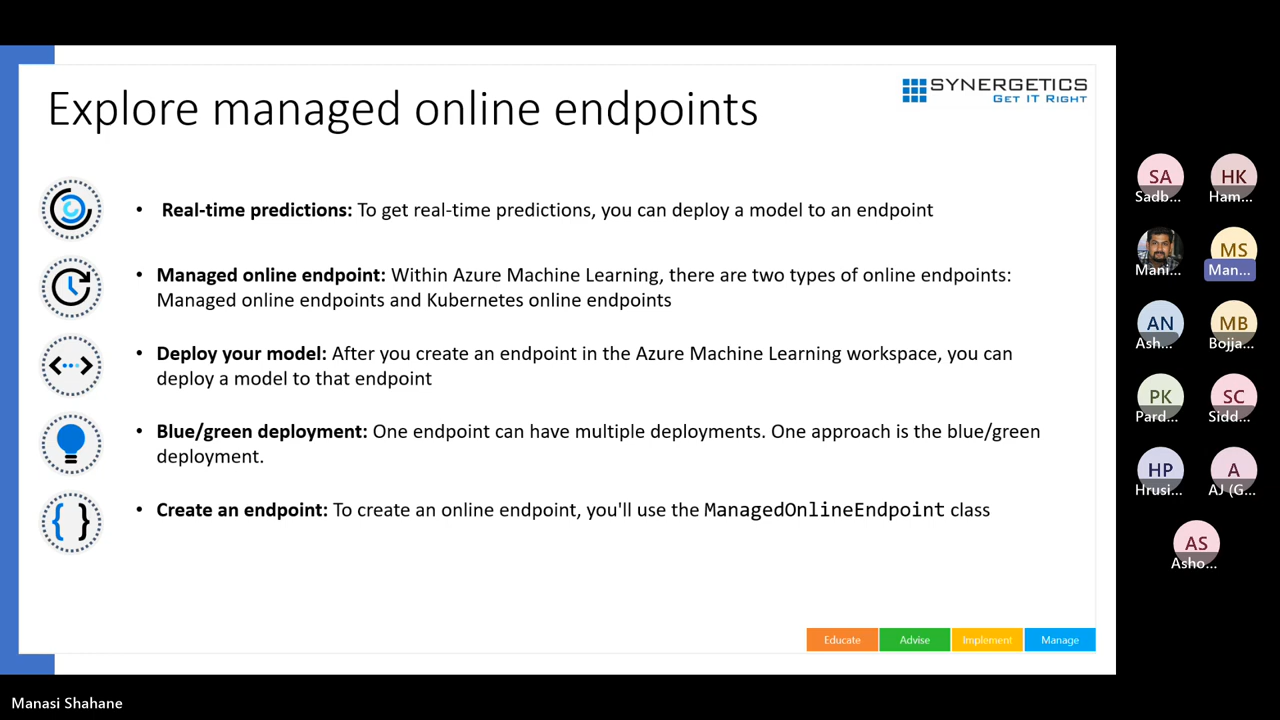 SYNERGETICS
GET IT RIGHT
Explore managed online endpoints
• Real-time predictions: To get real-time predictions, you can deploy a model to an endpoint
• Managed online endpoint: Within Azure Machine Learning, there are two types of online endpoints:
Managed online endpoints and Kubernetes online endpoints
• Deploy your model: After you create an endpoint in the Azure Machine Learning workspace, you can
deploy a model to that endpoint
• Blue/green deployment: One endpoint can have multiple deployments. One approach is the blue/green
deployment.
• Create an endpoint: To create an online endpoint, you'll use the ManagedOnlineEndpoint class
Educate Advise Implement Manage
SA HK
Sadb... Ham...
MS
Mani... Man...
AN MB
Ash... Bojja...
PK SC
Pard... Sidd...
HP A
Hrusi... AJ (G...
AS
Asho...
Manasi Shahane